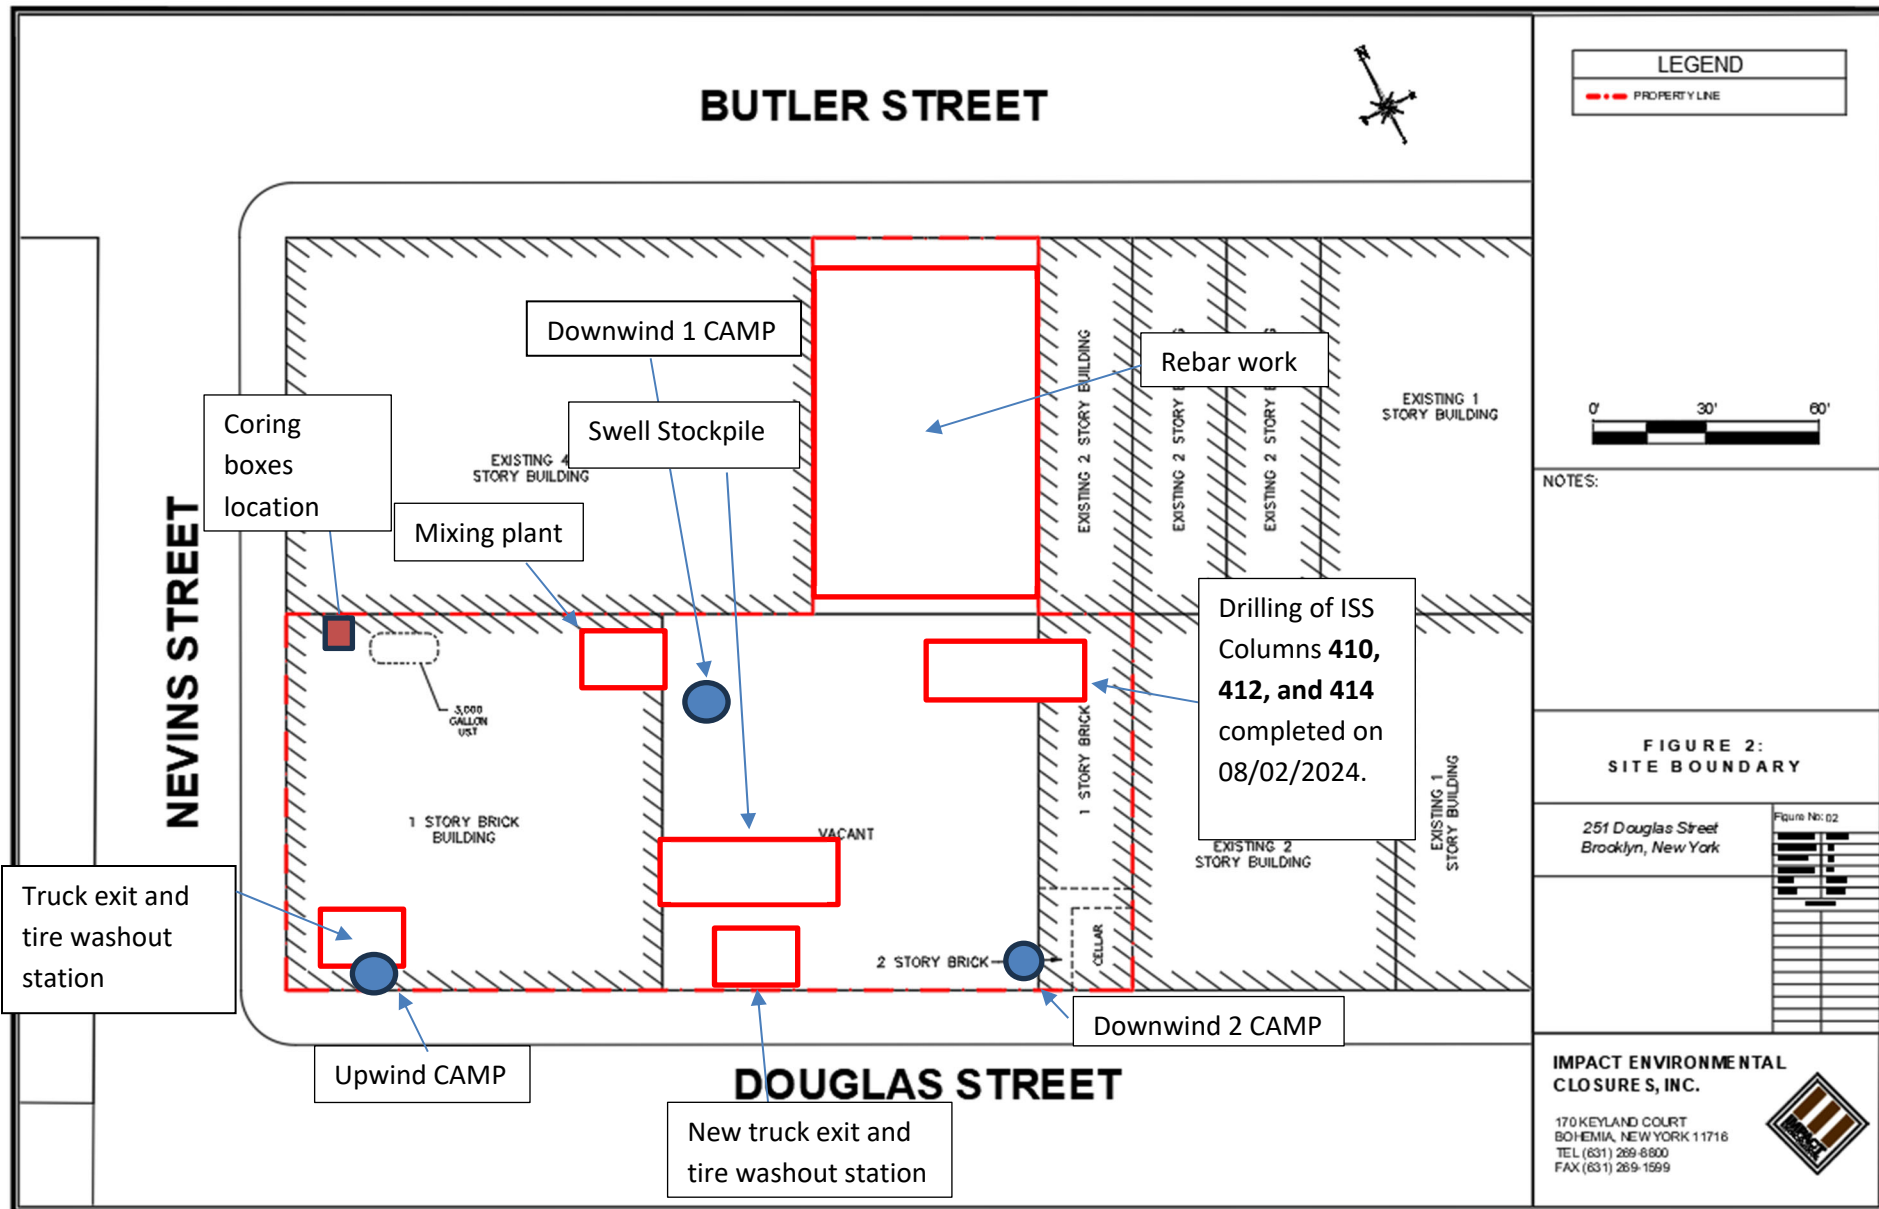 BUTLER STREET
N
LEGEND
PROPERTY LINE
Downwind 1 CAMP
Rebar work
Coring
boxes
location
Swell Stockpile
Mixing plant
EXISTING 4
STORY BUILDING
EXISTING 2 STORY BUILDING
EXISTING 2 STORY
EXISTING 2 STORY
EXISTING 1
STORY BUILDING
0' 30' 60'
NOTES:
NEVINS STREET
3,000
GALLON
UST
Drilling of ISS
Columns 410,
412, and 414
completed on
08/02/2024.
1 STORY BRICK
BUILDING
VACANT
1 STORY BRICK
EXISTING 2
STORY BUILDING
EXISTING 1
STORY BUILDING
FIGURE 2:
SITE BOUNDARY
251 Douglas Street
Brooklyn, New York
Figure No: 02
Truck exit and
tire washout
station
2 STORY BRICK
CELLAR
Upwind CAMP
Downwind 2 CAMP
DOUGLAS STREET
New truck exit and
tire washout station
IMPACT ENVIRONMENTAL
CLOSURES, INC.
170 KEYLAND COURT
BOHEMIA, NEW YORK 11716
TEL (631) 269-8800
FAX (631) 269-1599
IMPACT